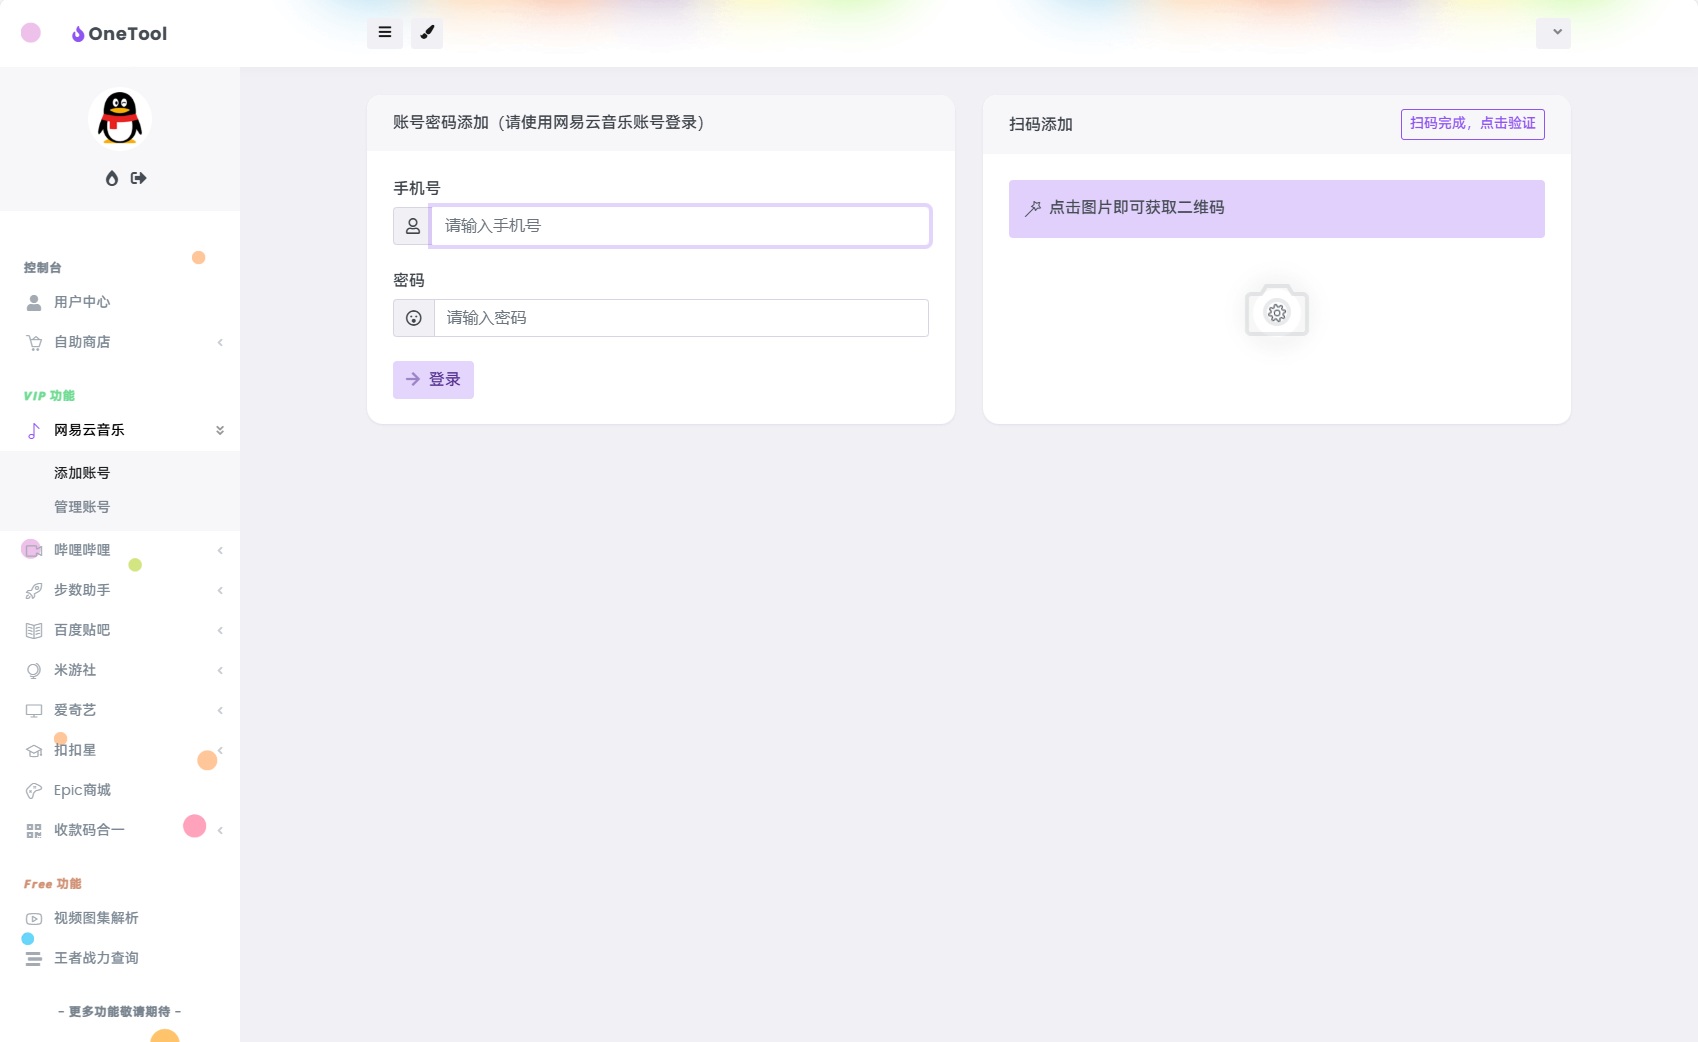 OneTool
控制台
用户中心
自助商店
VIP 功能
网易云音乐
添加账号
管理账号
哔哩哔哩
步数助手
百度贴吧
米游社
爱奇艺
扣扣星
Epic商城
收款码合一
Free 功能
视频图集解析
王者战力查询
- 更多功能敬请期待 -
账号密码添加（请使用网易云音乐账号登录）
手机号
请输入手机号
密码
请输入密码
登录
扫码添加
扫码完成，点击验证
点击图片即可获取二维码